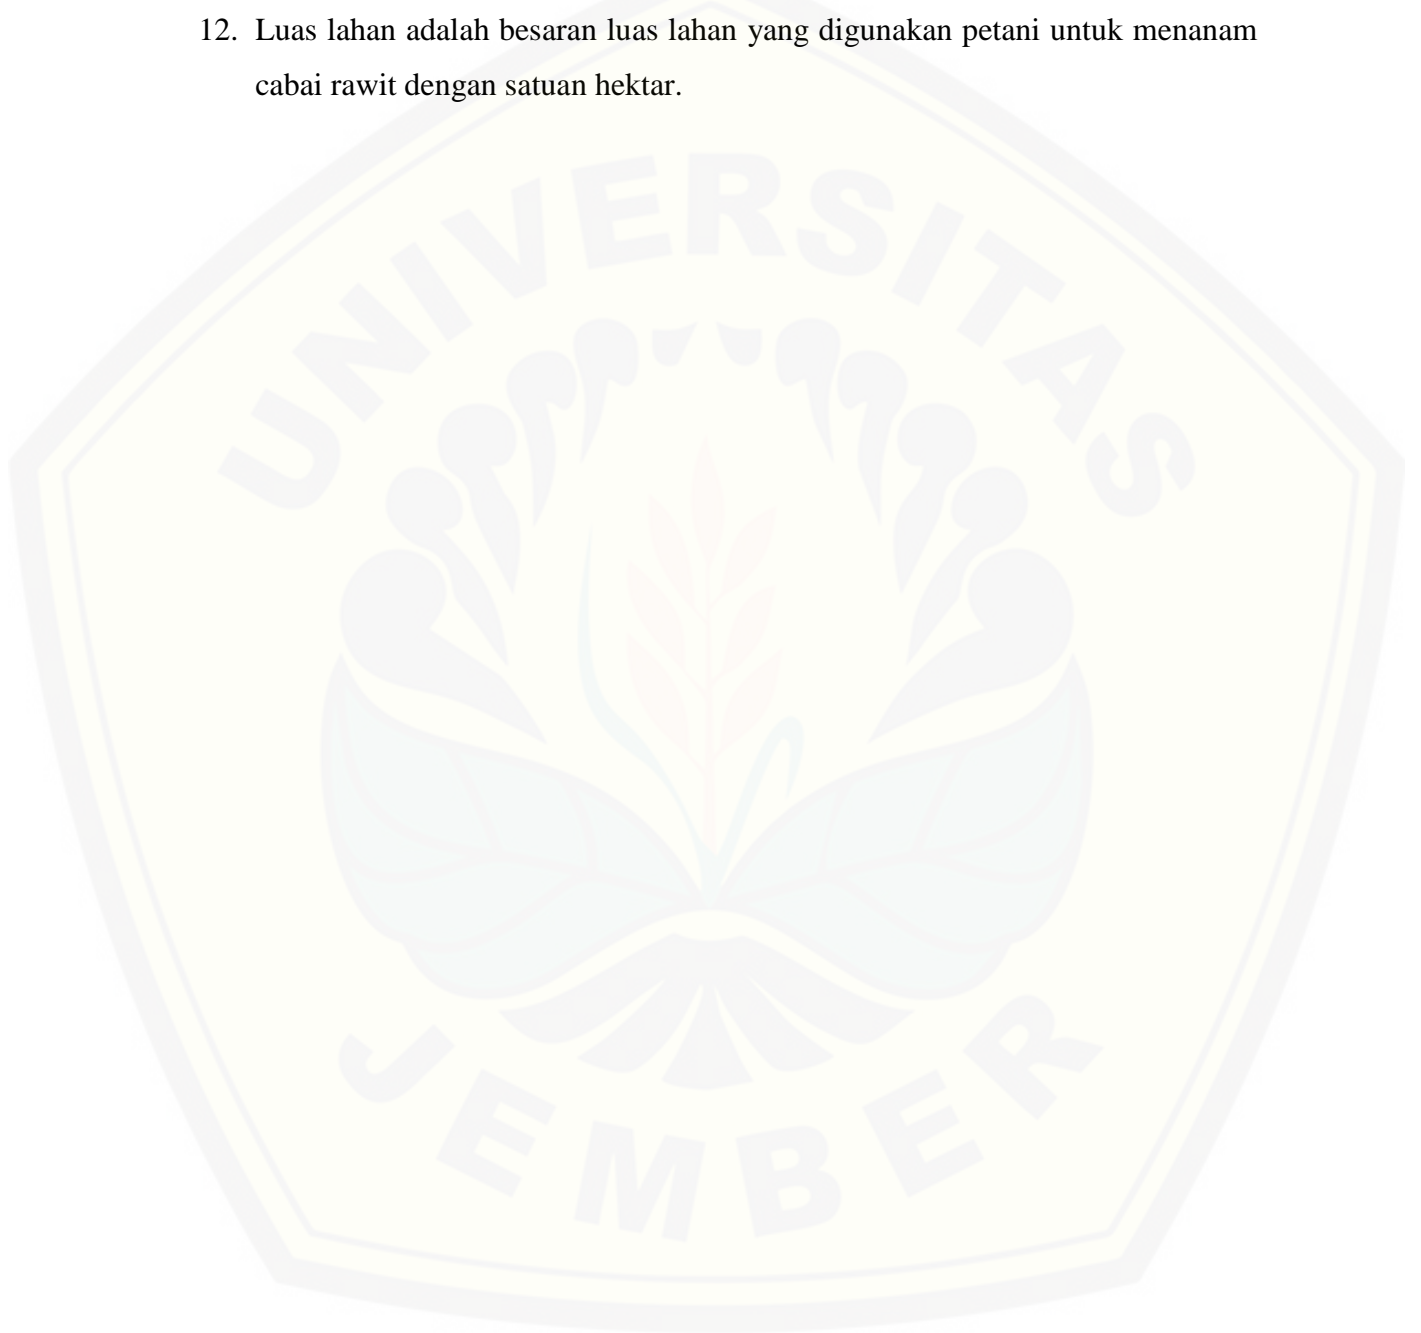 12. Luas lahan adalah besaran luas lahan yang digunakan petani untuk menanam
cabai rawit dengan satuan hektar.
UNIVERSITAS
JEMBER